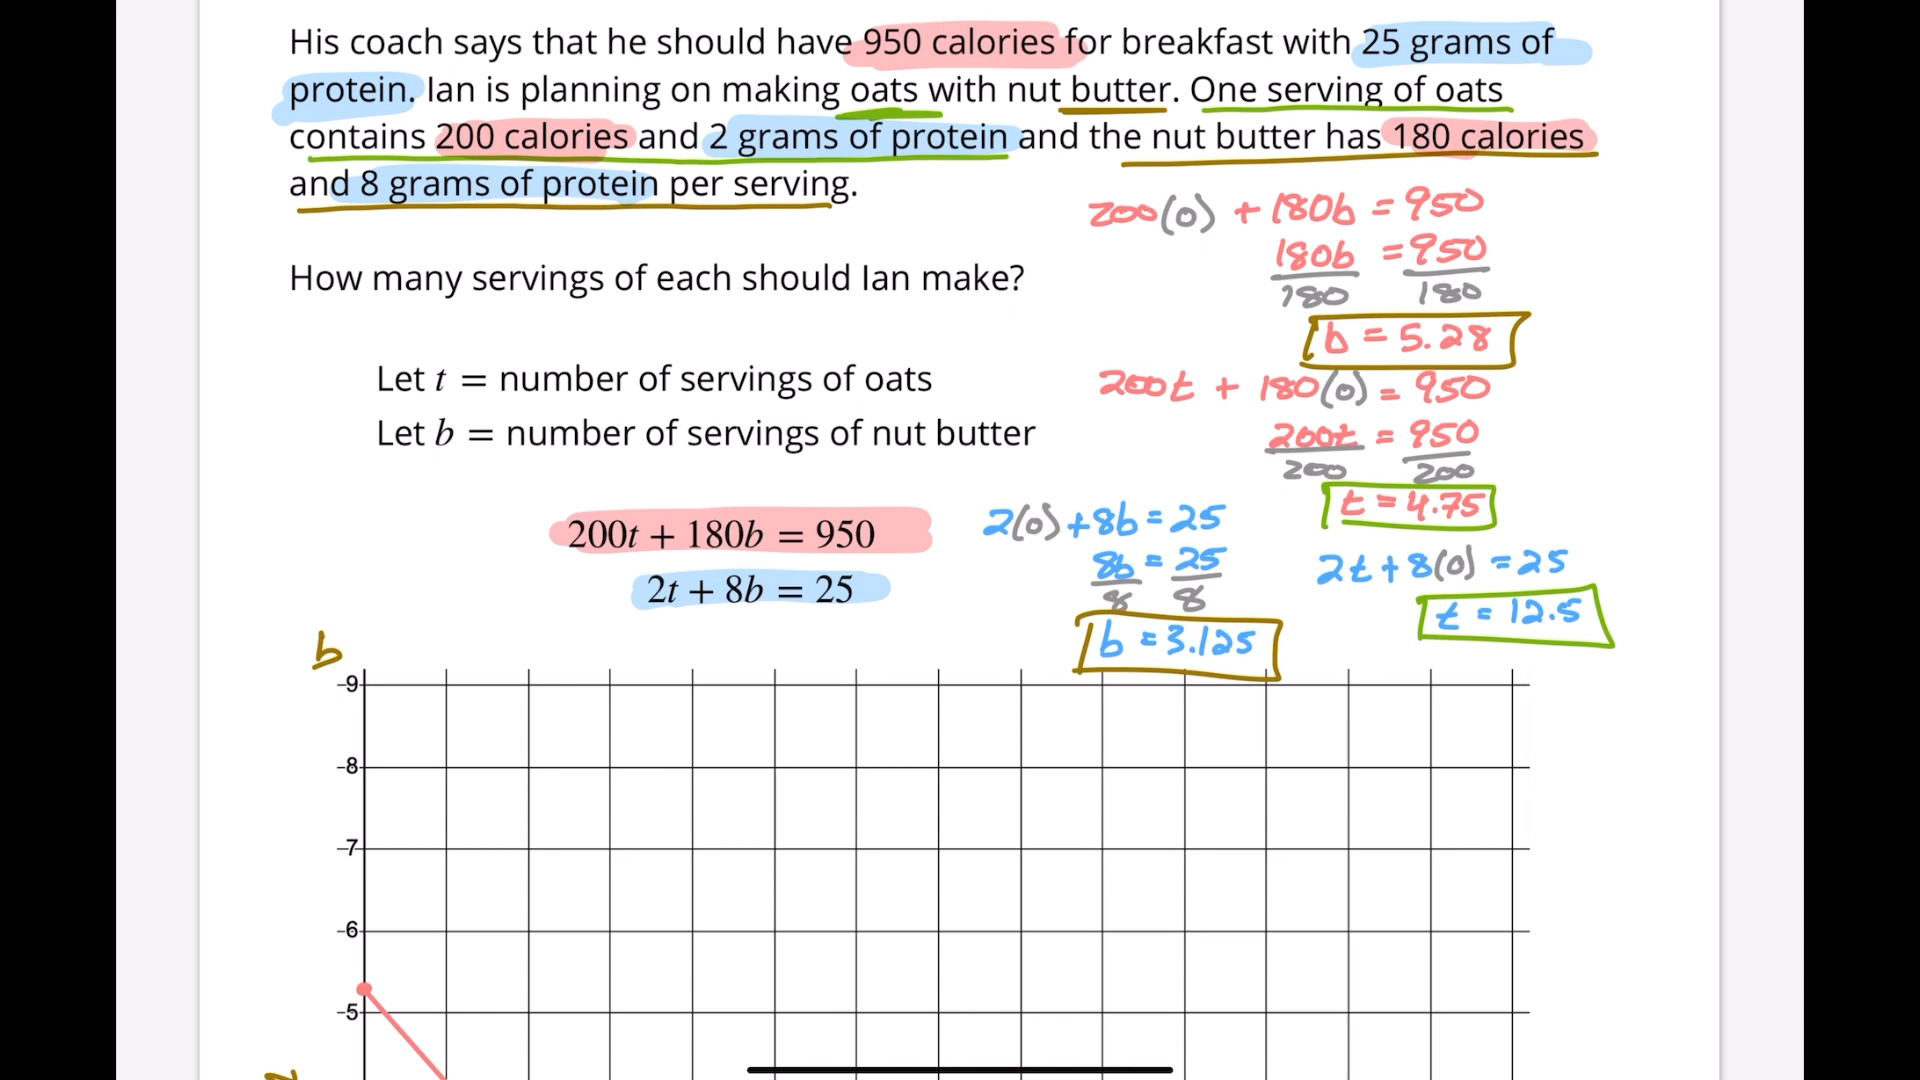 His coach says that he should have 950 calories for breakfast with 25 grams of
protein. Ian is planning on making oats with nut butter. One serving of oats
contains 200 calories and 2 grams of protein and the nut butter has 180 calories
and 8 grams of protein per serving.
200(0) + 180b = 950
180b = 950
180 180
b = 5.28
How many servings of each should Ian make?
Let t = number of servings of oats
Let b = number of servings of nut butter
200t + 180(0) = 950
200t = 950
200 200
t = 4.75
200t + 180b = 950
2t + 8b = 25
2(0) + 8b = 25
8b = 25
8 8
b = 3.125
2t + 8(0) = 25
t = 12.5
b
9
8
7
6
5